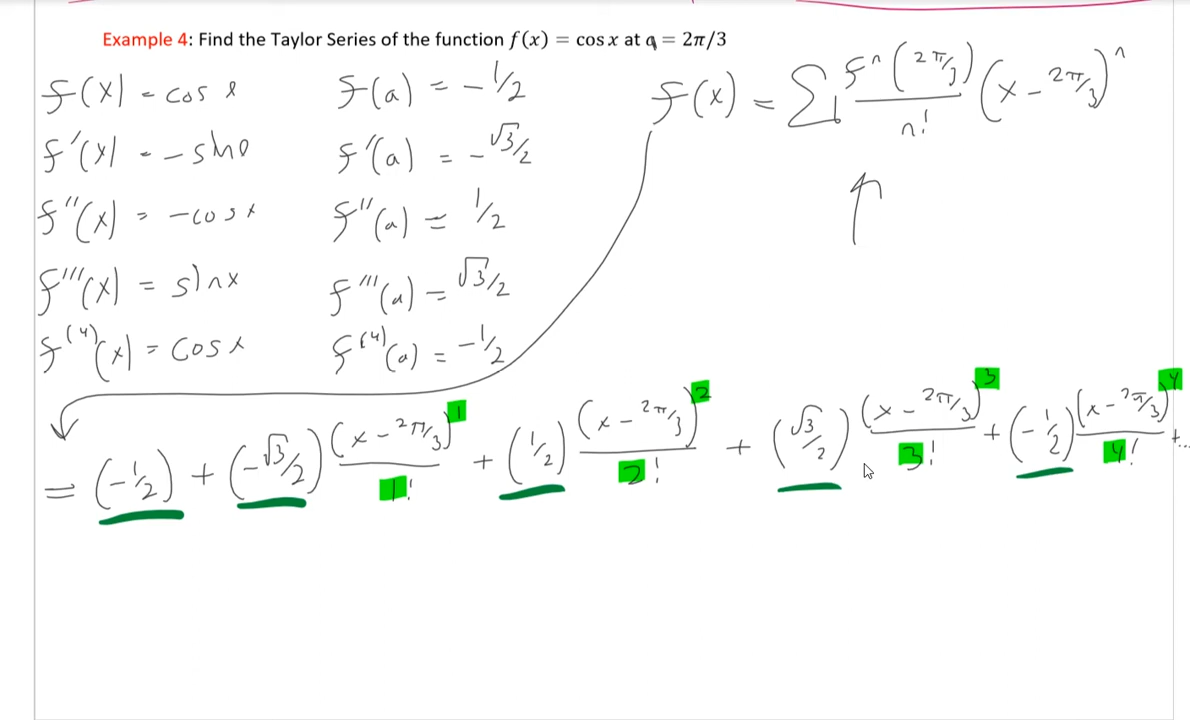 Example 4: Find the Taylor Series of the function f(x) = cos x at a = 2π/3
f(x) = cos x f(a) = -1/2 f(x) = Σ fⁿ(2π/3)/n! (x - 2π/3)ⁿ
f'(x) = - sin f'(a) = -√3/2
f''(x) = -cos x f''(a) = 1/2
f'''(x) = sin x f'''(a) = √3/2
f⁽⁴⁾(x) = cos x f⁽⁴⁾(a) = -1/2
= (-1/2) + (-√3/2) (x - 2π/3)¹/1! + (1/2) (x - 2π/3)²/2! + (√3/2) (x - 2π/3)³/3! + (-1/2) (x - 2π/3)⁴/4! + ...